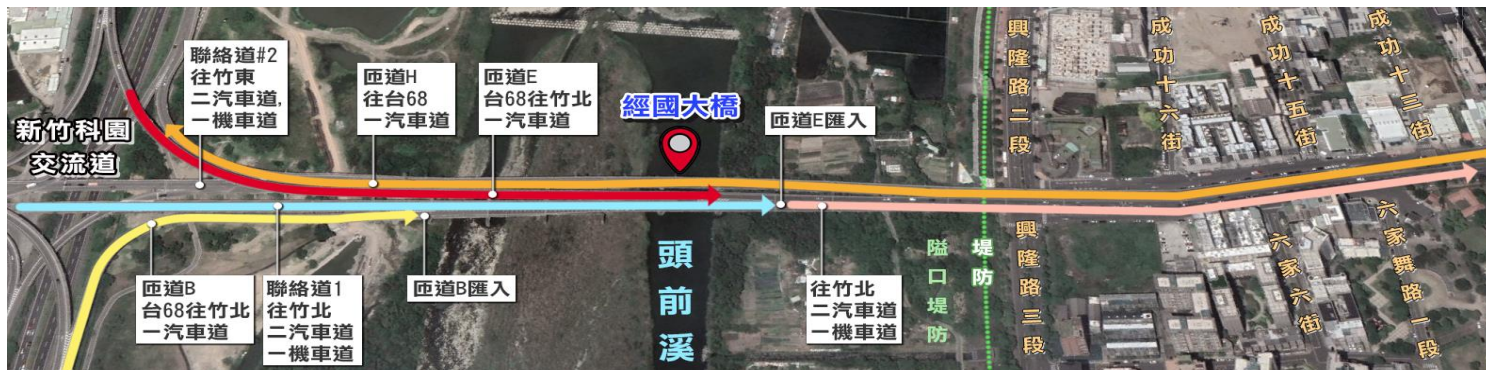 新竹科園
交流道
聯絡道#2
往竹東
二汽車道,
一機車道
匝道H
往台68
一汽車道
匝道E
台68往竹北
一汽車道
經國大橋
匝道E匯入
興隆路二段
成功十六街
成功十五街
成功十三街
匝道B
台68往竹北
一汽車道
聯絡道1
往竹北
二汽車道
一機車道
匝道B匯入
頭前溪
往竹北
二汽車道
一機車道
隘口堤防
堤防
興隆路三段
六家六街
六家舞路一段